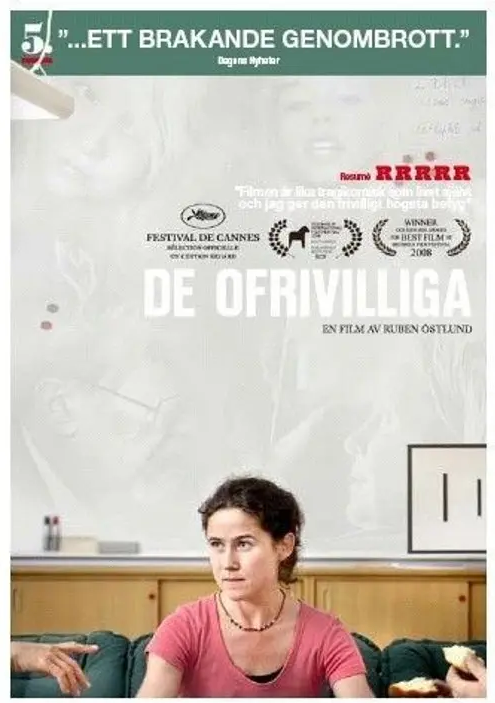 5. "...ETT BRAKANDE GENOMBROTT."
Dagens Nyheter
Resumé RRRRR
"Filmen är lika tragikomisk som livet självt
och jag ger den frivilligt högsta betyg"
FESTIVAL DE CANNES
SÉLECTION OFFICIELLE
UN CERTAIN REGARD
WINNER
BEST FILM
2008
DE OFRIVILLIGA
EN FILM AV RUBEN ÖSTLUND